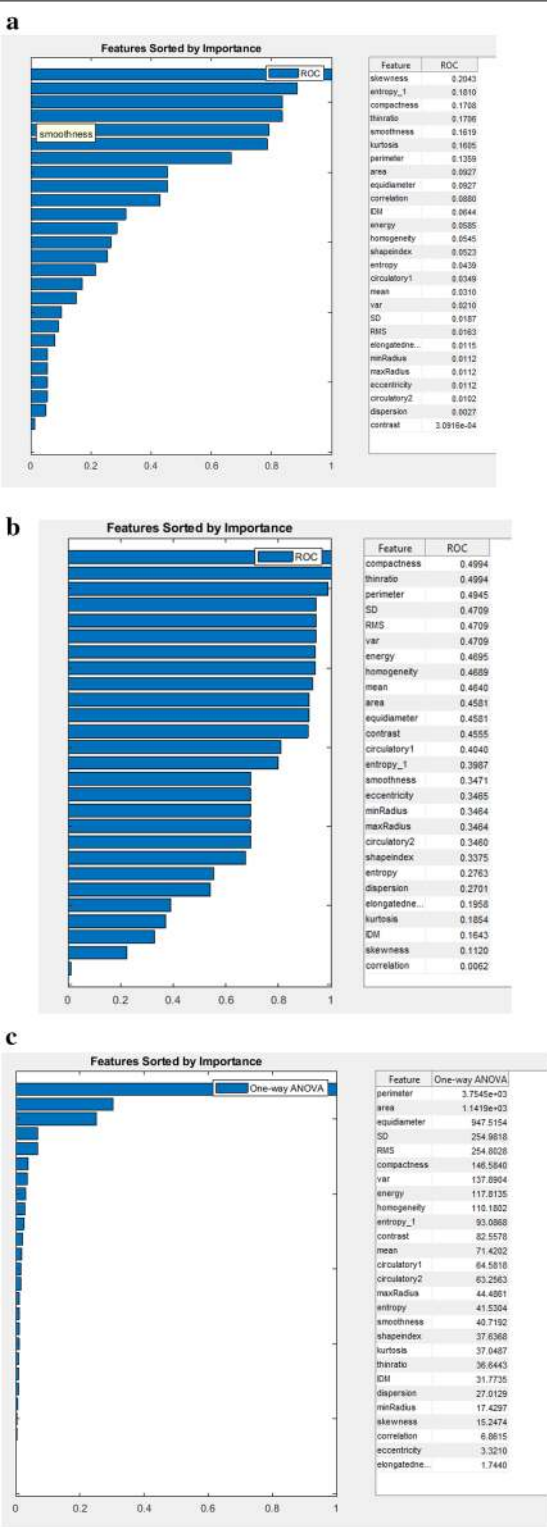 a
Features Sorted by Importance
ROC
smoothness
0 0.2 0.4 0.6 0.8 1
Feature ROC
skewness 0.2043
entropy_1 0.1810
compactness 0.1708
thinratio 0.1706
smoothness 0.1619
kurtosis 0.1605
perimeter 0.1359
area 0.0927
equidiameter 0.0927
correlation 0.0880
IDM 0.0644
energy 0.0585
homogeneity 0.0545
shapeindex 0.0523
entropy 0.0439
circulatory1 0.0349
mean 0.0310
var 0.0210
SD 0.0187
RMS 0.0163
elongatedne... 0.0115
minRadius 0.0112
maxRadius 0.0112
eccentricity 0.0112
circulatory2 0.0102
dispersion 0.0027
contrast 3.0916e-04
b
Features Sorted by Importance
ROC
0 0.2 0.4 0.6 0.8 1
Feature ROC
compactness 0.4994
thinratio 0.4994
perimeter 0.4945
SD 0.4709
RMS 0.4709
var 0.4709
energy 0.4695
homogeneity 0.4689
mean 0.4640
area 0.4581
equidiameter 0.4581
contrast 0.4555
circulatory1 0.4040
entropy_1 0.3987
smoothness 0.3471
eccentricity 0.3465
minRadius 0.3464
maxRadius 0.3464
circulatory2 0.3460
shapeindex 0.3375
entropy 0.2763
dispersion 0.2701
elongatedne... 0.1958
kurtosis 0.1854
IDM 0.1643
skewness 0.1120
correlation 0.0062
c
Features Sorted by Importance
One-way ANOVA
0 0.2 0.4 0.6 0.8 1
Feature One-way ANOVA
perimeter 3.7545e+03
area 1.1419e+03
equidiameter 947.5154
SD 254.9818
RMS 254.8028
compactness 146.5840
var 137.8904
energy 117.8135
homogeneity 110.1802
entropy_1 93.0868
contrast 82.5578
mean 71.4202
circulatory1 64.5818
circulatory2 63.2563
maxRadius 44.4861
entropy 41.5304
smoothness 40.7192
shapeindex 37.6368
kurtosis 37.0487
thinratio 36.6443
IDM 31.7735
dispersion 27.0129
minRadius 17.4297
skewness 15.2474
correlation 6.8615
eccentricity 3.3210
elongatedne... 1.7440